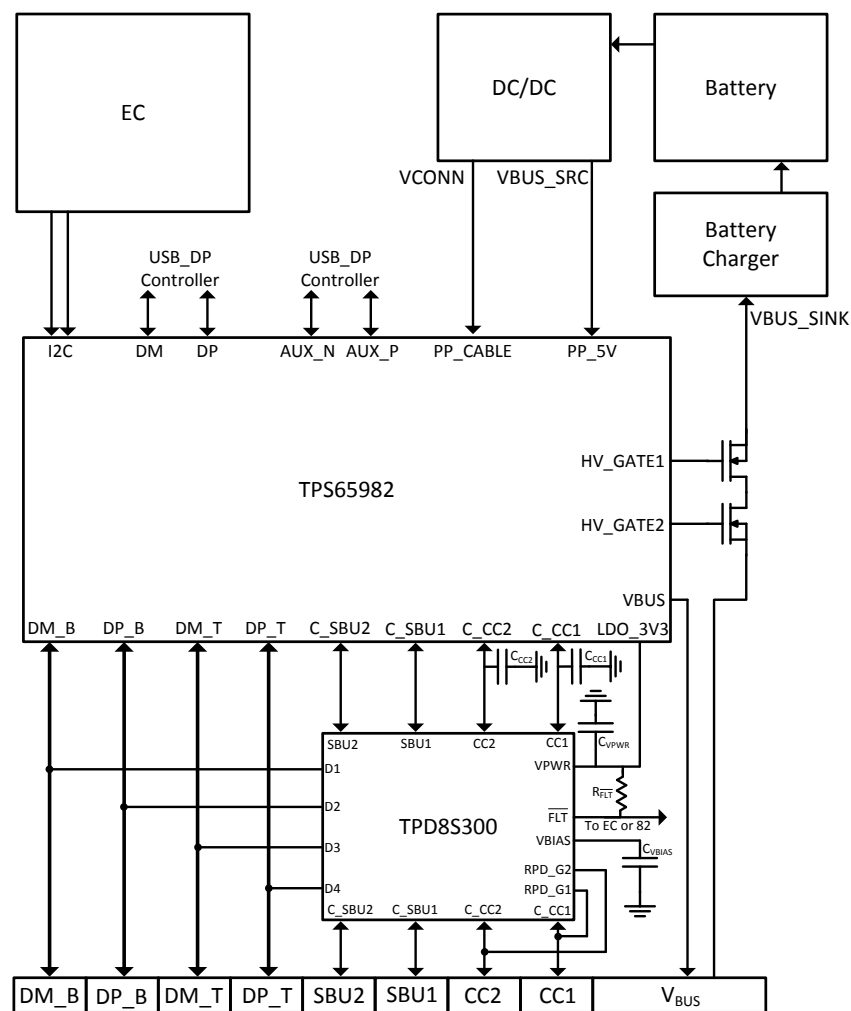 EC
DC/DC
Battery
VCONN
VBUS_SRC
Battery
Charger
USB_DP
Controller
USB_DP
Controller
VBUS_SINK
I2C
DM
DP
AUX_N
AUX_P
PP_CABLE
PP_5V
HV_GATE1
TPS65982
HV_GATE2
VBUS
DM_B
DP_B
DM_T
DP_T
C_SBU2
C_SBU1
C_CC2
C_CC1
LDO_3V3
CCC2
CCC1
CVPWR
SBU2
SBU1
CC2
CC1
VPWR
D1
RFLT
D2
TPD8S300
FLT
To EC or 82
VBIAS
CVBIAS
D3
RPD_G2
RPD_G1
D4
C_SBU2
C_SBU1
C_CC2
C_CC1
DM_B
DP_B
DM_T
DP_T
SBU2
SBU1
CC2
CC1
VBUS